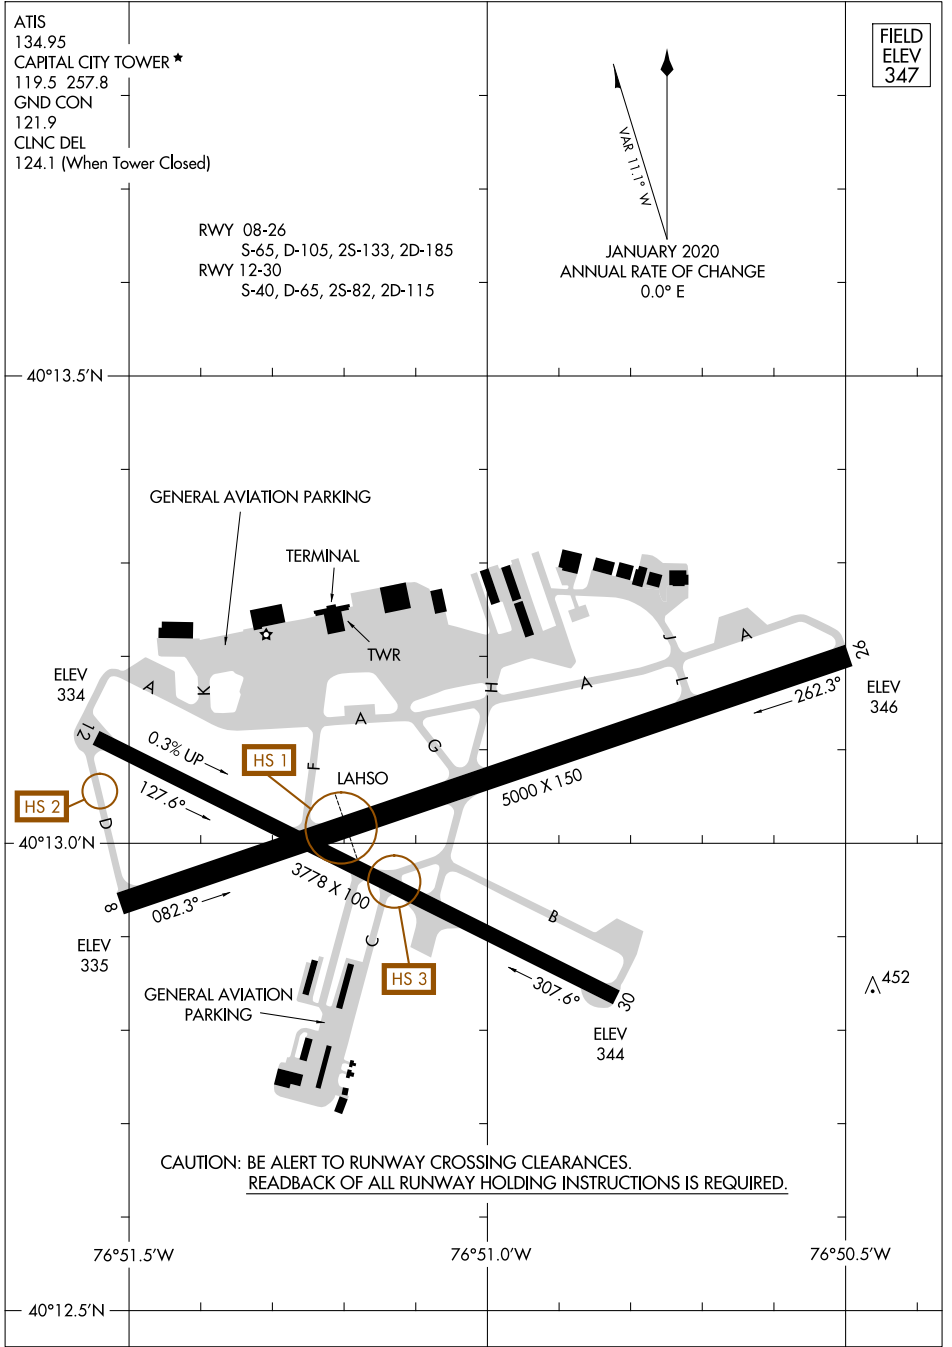 ATIS
134.95
CAPITAL CITY TOWER ★
119.5 257.8
GND CON
121.9
CLNC DEL
124.1 (When Tower Closed)
FIELD
ELEV
347
VAR 11.1° W
RWY 08-26
S-65, D-105, 2S-133, 2D-185
RWY 12-30
S-40, D-65, 2S-82, 2D-115
JANUARY 2020
ANNUAL RATE OF CHANGE
0.0° E
40°13.5'N
GENERAL AVIATION PARKING
TERMINAL
TWR
J
A
26
ELEV
334
A
K
H
A
L
262.3°
ELEV
346
A
12
0.3% UP
G
HS 1
F
LAHSO
5000 X 150
127.6°
HS 2
D
40°13.0'N
3778 X 100
8
082.3°
B
C
ELEV
335
HS 3
307.6°
30
452
GENERAL AVIATION
PARKING
ELEV
344
CAUTION: BE ALERT TO RUNWAY CROSSING CLEARANCES.
READBACK OF ALL RUNWAY HOLDING INSTRUCTIONS IS REQUIRED.
76°51.5'W
76°51.0'W
76°50.5'W
40°12.5'N